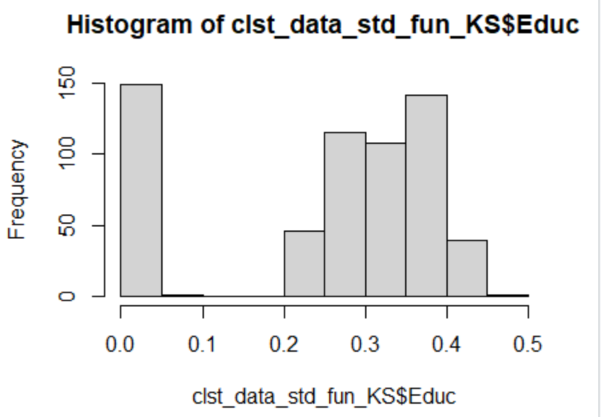 Histogram of clst_data_std_fun_KS$Educ
Frequency
150
100
50
0
0.0 0.1 0.2 0.3 0.4 0.5
clst_data_std_fun_KS$Educ